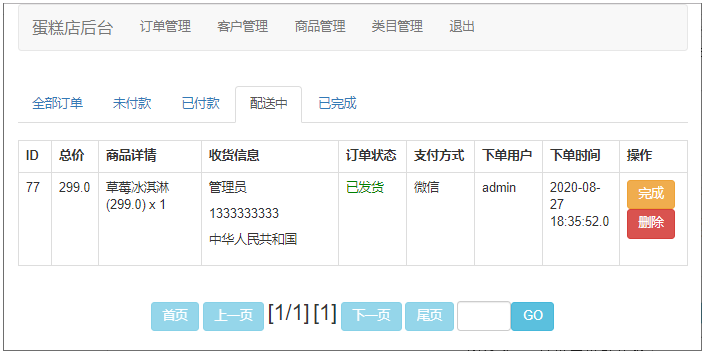 蛋糕店后台 订单管理 客户管理 商品管理 类目管理 退出
全部订单 未付款 已付款 配送中 已完成
ID 总价 商品详情 收货信息 订单状态 支付方式 下单用户 下单时间 操作
77 299.0 草莓冰淇淋 管理员 已发货 微信 admin 2020-08- 完成
(299.0) x 1 1333333333 27 删除
中华人民共和国 18:35:52.0
首页 上一页 [1/1] [1] 下一页 尾页 GO